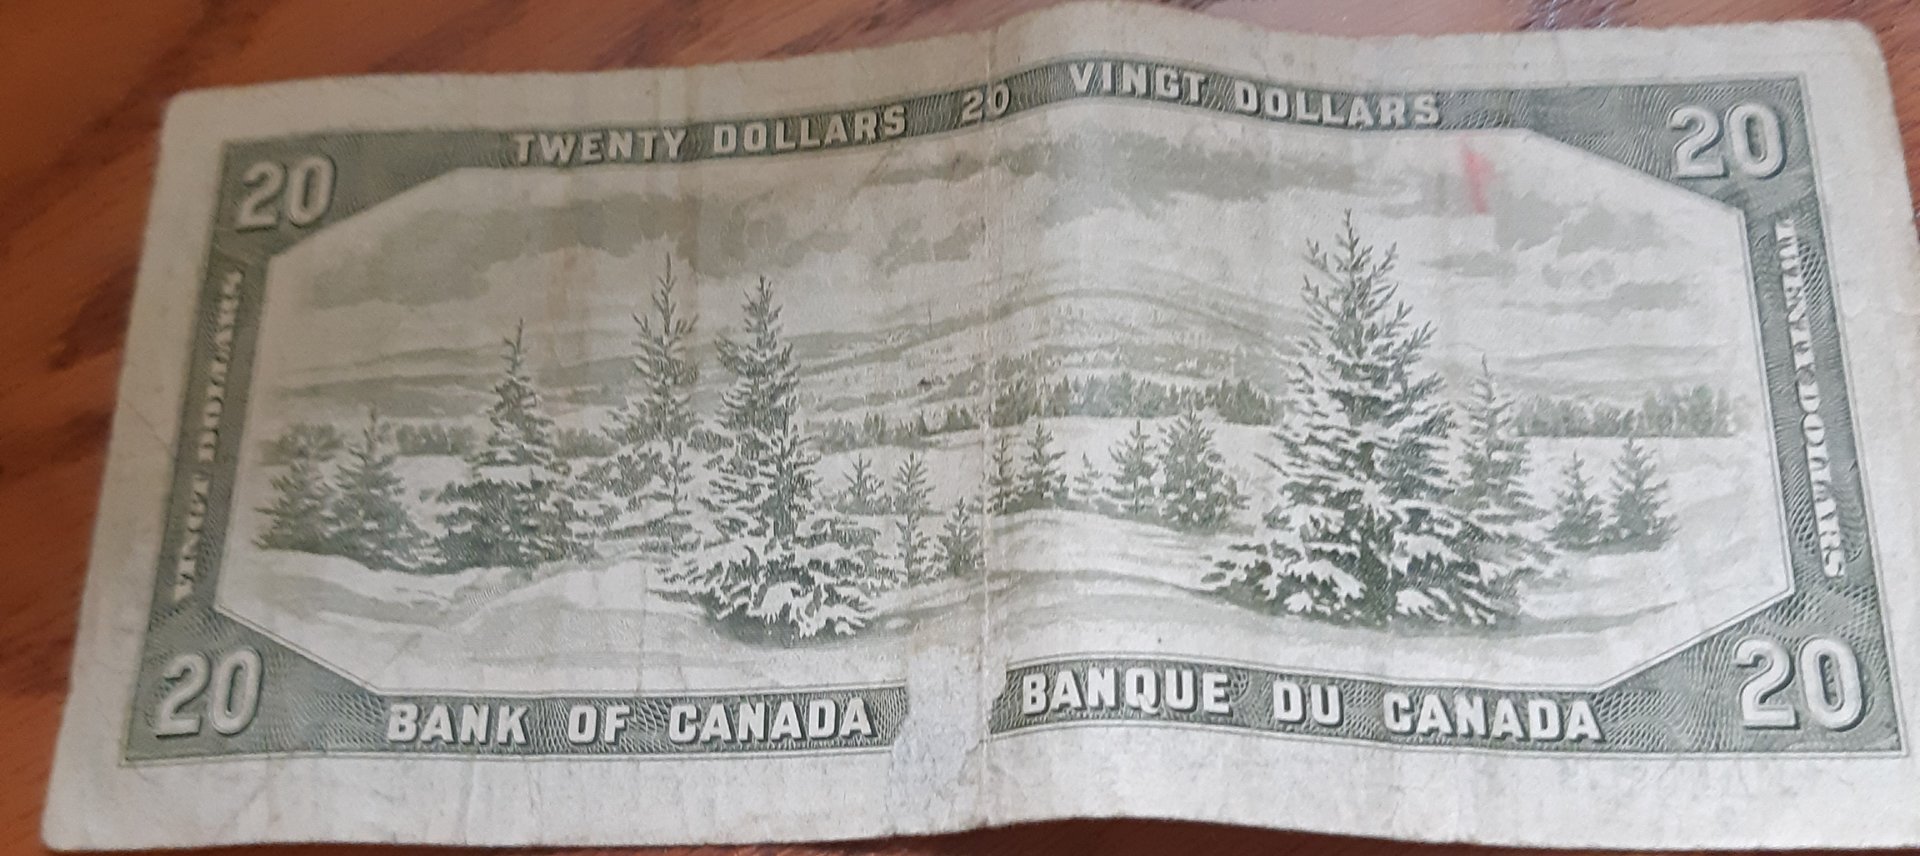 TWENTY DOLLARS 20 VINGT DOLLARS
20 20
VINGT DOLLARS
TWENTY DOLLARS
20 20
BANK OF CANADA BANQUE DU CANADA